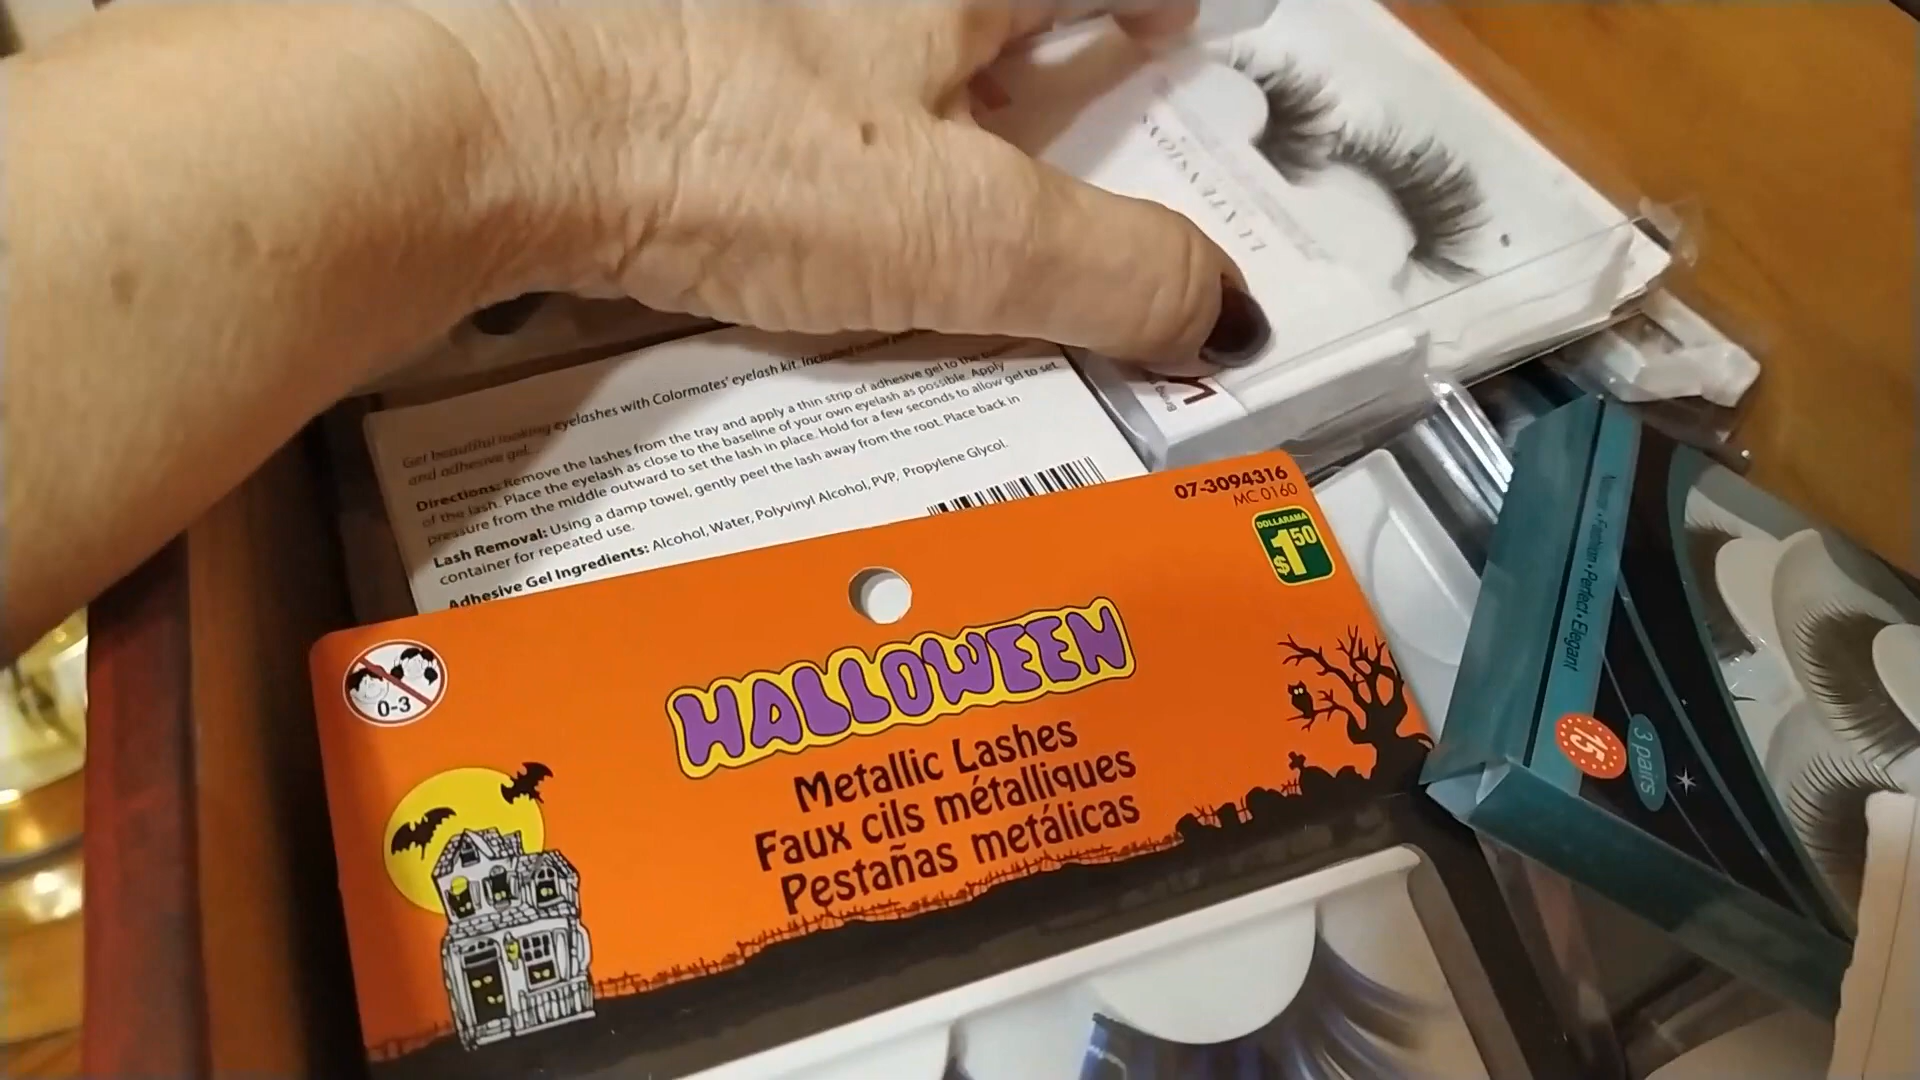 LUXTENSIONS
Get beautiful looking eyelashes with Colormates' eyelash kit. Included is
and adhesive gel.
Directions: Remove the lashes from the tray and apply a thin strip of adhesive gel to the
of the lash. Place the eyelash as close to the baseline of your own eyelash as possible. Apply
pressure from the middle outward to set the lash in place. Hold for a few seconds to allow gel to set.
Lash Removal: Using a damp towel, gently peel the lash away from the root. Place back in
container for repeated use.
Adhesive Gel Ingredients: Alcohol, Water, Polyvinyl Alcohol, PVP, Propylene Glycol.
07-3094316
MC 0160
DOLLARAMA
$1.50
0-3
HALLOWEEN
Metallic Lashes
Faux cils métalliques
Pestañas metálicas
Fashion • Perfect • Elegant
15
3 pairs